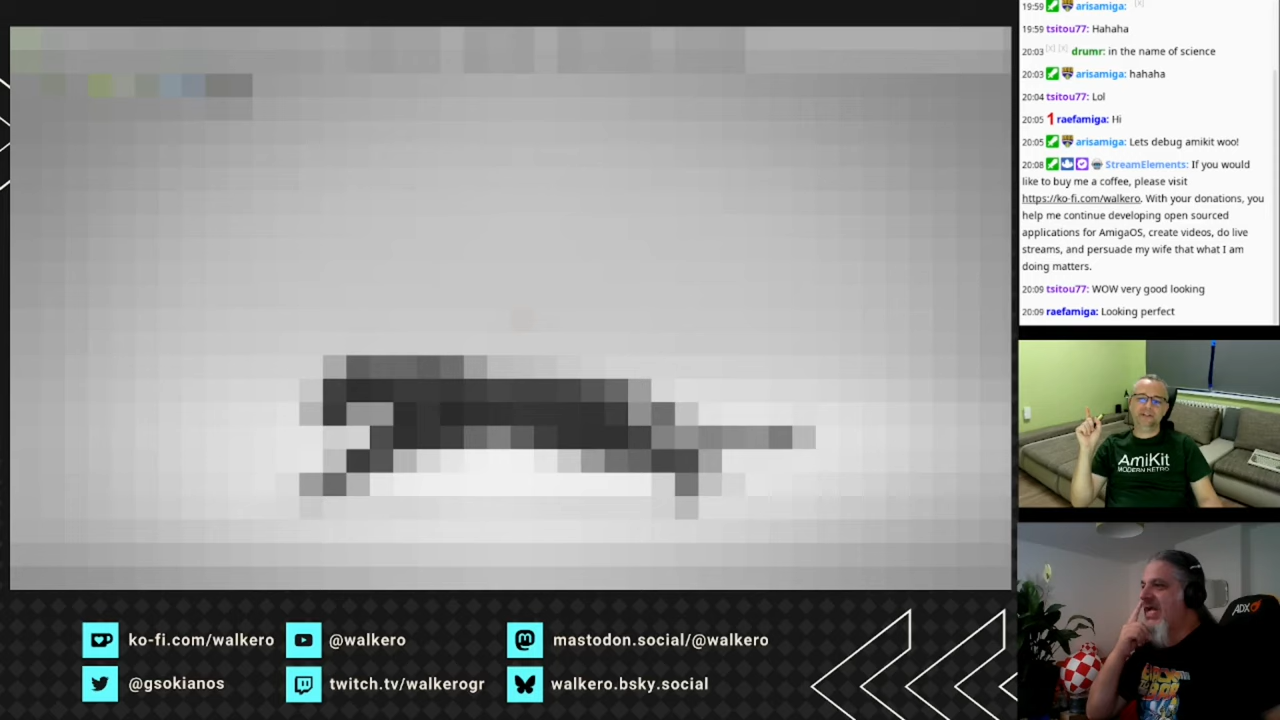 19:59 arisamiga:
19:59 tsitou77: Hahaha
20:03 drumr: in the name of science
20:03 arisamiga: hahaha
20:04 tsitou77: Lol
20:05 1 raefamiga: Hi
20:05 arisamiga: Lets debug amikit woo!
20:08 StreamElements: If you would
like to buy me a coffee, please visit
https://ko-fi.com/walkero. With your donations, you
help me continue developing open sourced
applications for AmigaOS, create videos, do live
streams, and persuade my wife that what I am
doing matters.
20:09 tsitou77: WOW very good looking
20:09 raefamiga: Looking perfect
AmiKit
MODERN RETRO
ADX
ko-fi.com/walkero
@walkero
mastodon.social/@walkero
@gsokianos
twitch.tv/walkerogr
walkero.bsky.social